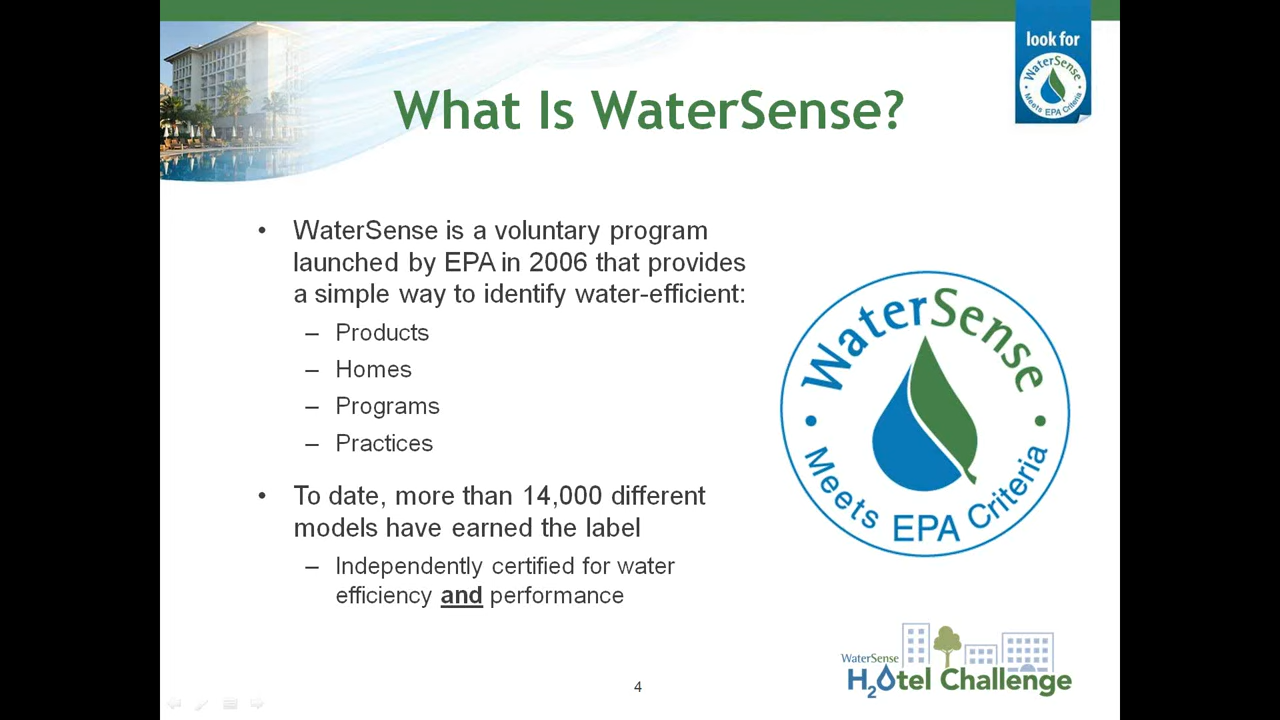 look for
WaterSense
Meets EPA Criteria
What Is WaterSense?
• WaterSense is a voluntary program
launched by EPA in 2006 that provides
a simple way to identify water-efficient:
– Products
– Homes
– Programs
– Practices
• To date, more than 14,000 different
models have earned the label
– Independently certified for water
efficiency and performance
WaterSense
• Meets EPA Criteria •
WaterSense
H2Otel Challenge
4